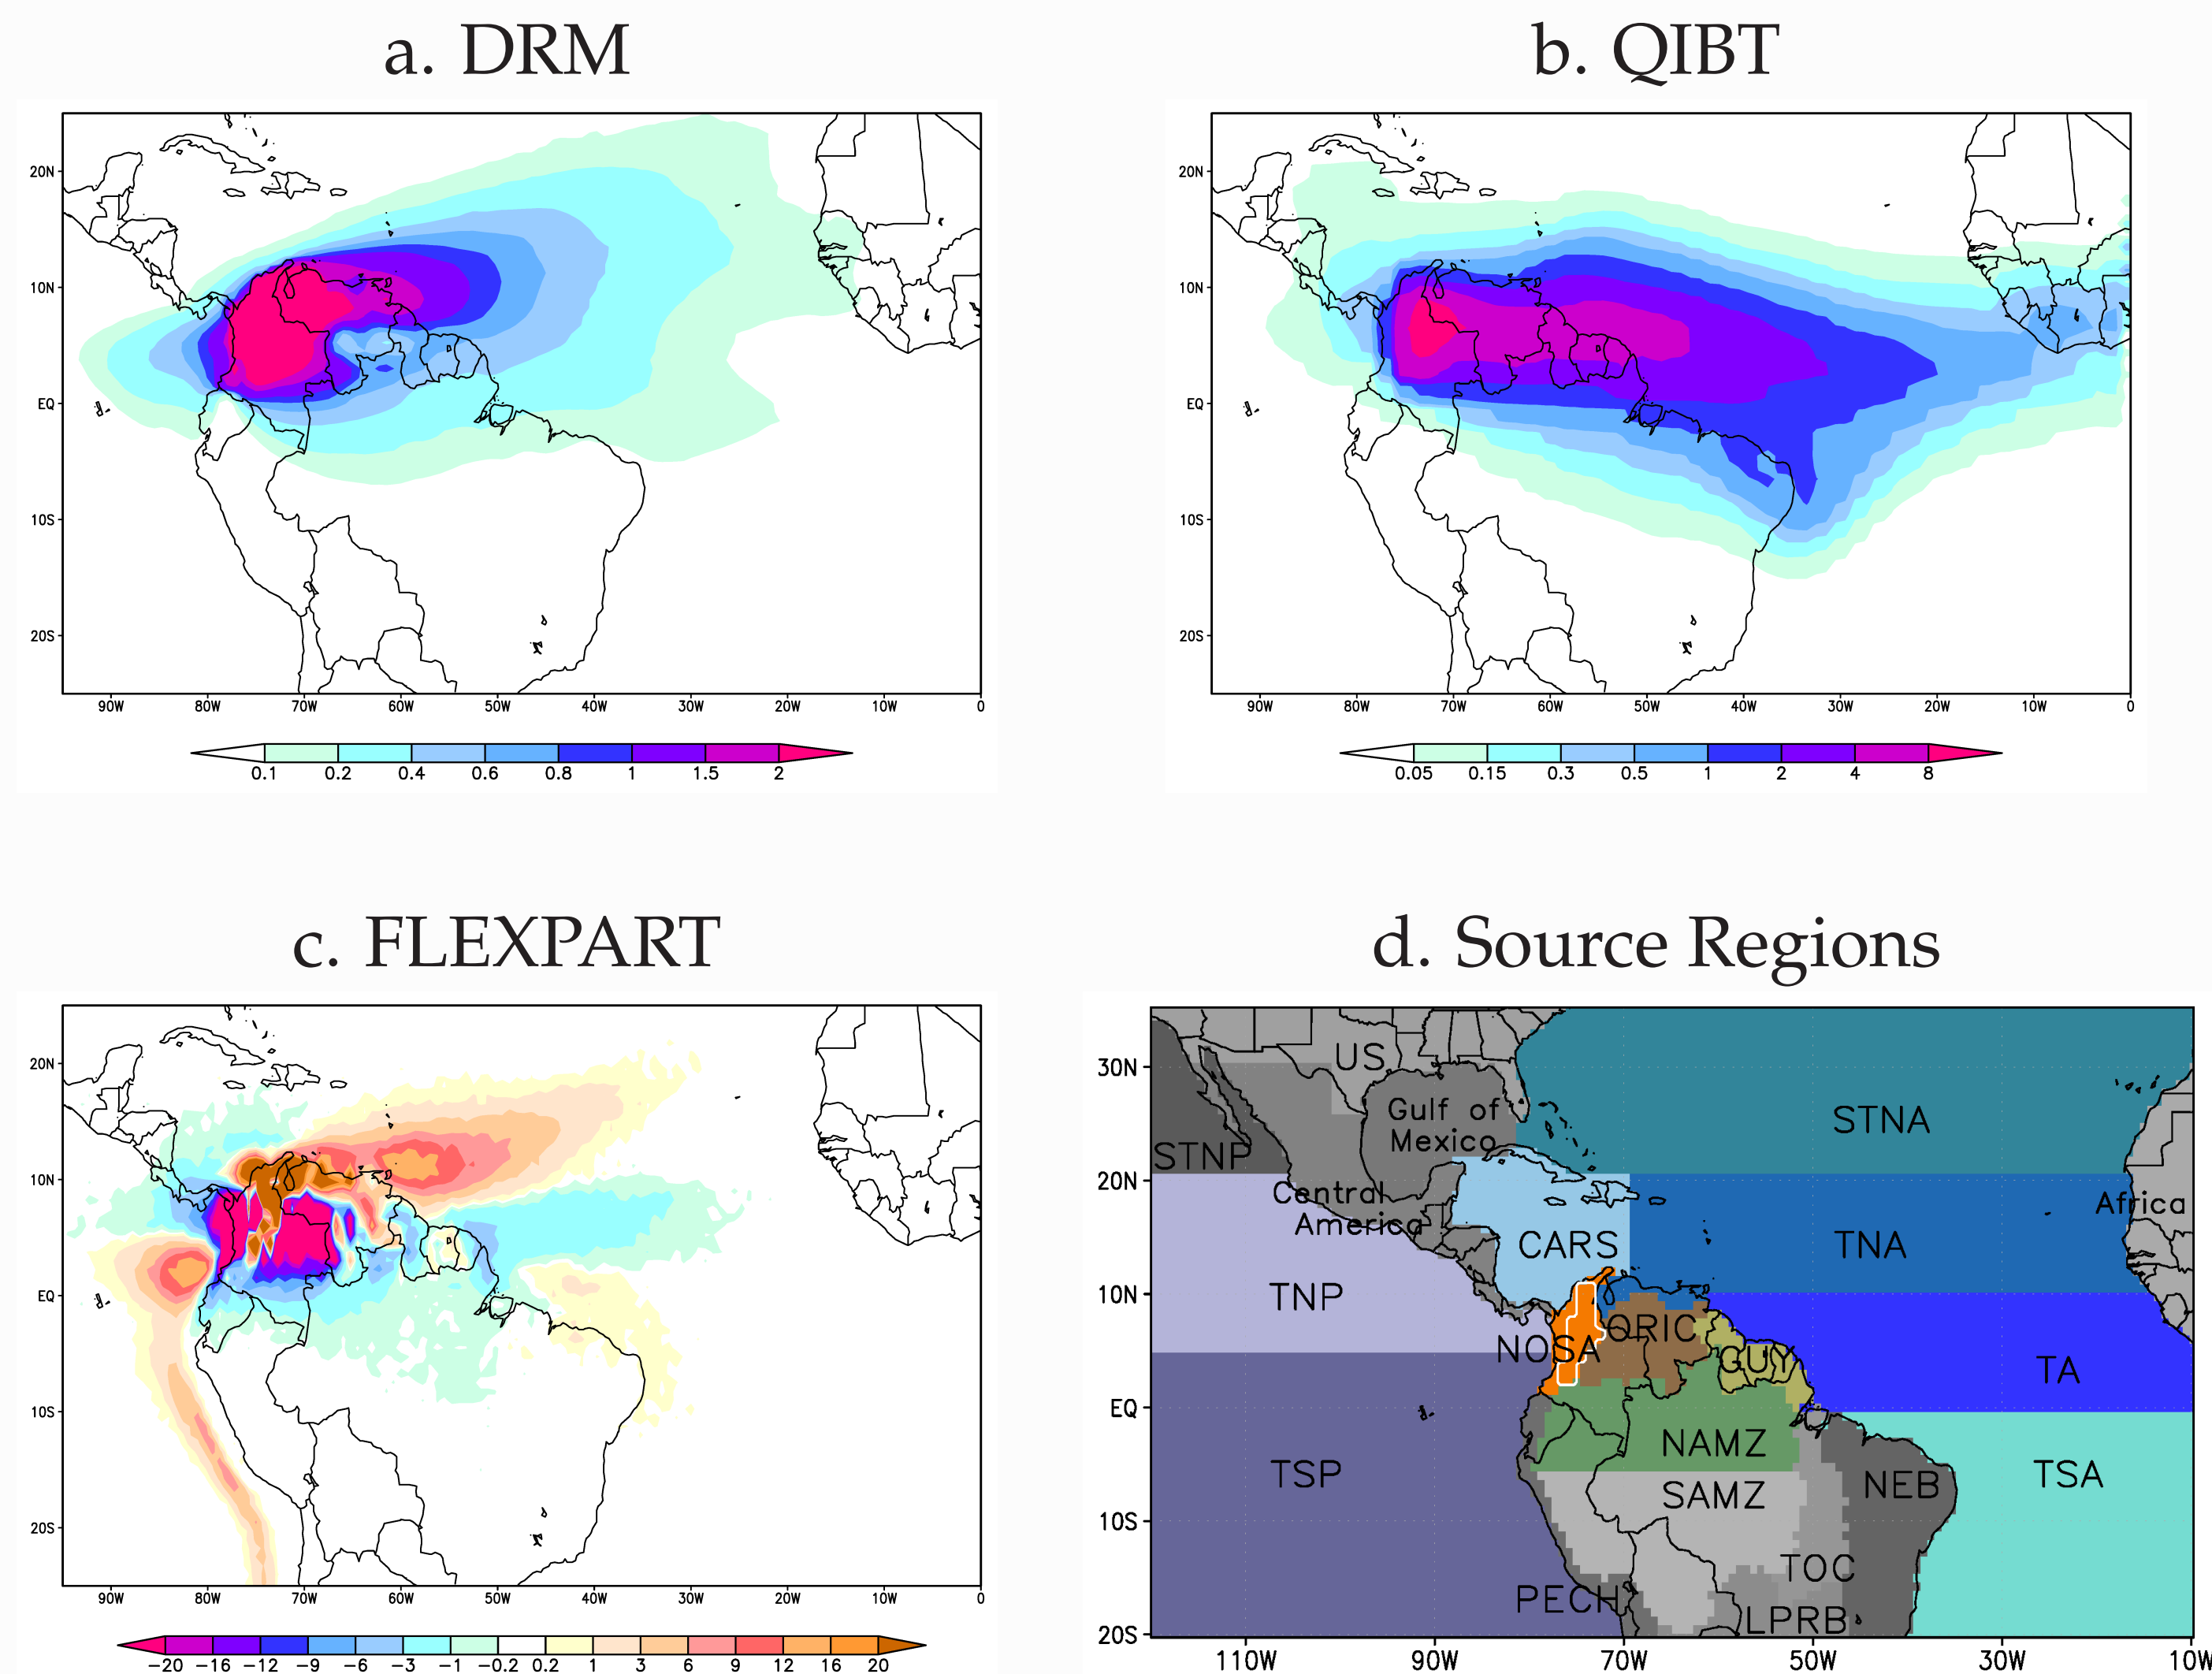 a. DRM
b. QIBT
20N
10N
EQ
10S
20S
90W 80W 70W 60W 50W 40W 30W 20W 10W 0
0.1 0.2 0.4 0.6 0.8 1 1.5 2
20N
10N
EQ
10S
20S
90W 80W 70W 60W 50W 40W 30W 20W 10W 0
0.05 0.15 0.3 0.5 1 2 4 8
c. FLEXPART
d. Source Regions
20N
10N
EQ
10S
20S
90W 80W 70W 60W 50W 40W 30W 20W 10W 0
−20 −16 −12 −9 −6 −3 −1 −0.2 0.2 1 3 6 9 12 16 20
30N
20N
10N
EQ
10S
20S
US
Gulf of
Mexico
STNA
STNP
Central
America
Africa
CARS
TNA
TNP
NOSA
ORIC
GUY
TA
NAMZ
TSP
SAMZ
NEB
TSA
TOC
PECH
LPRB
110W 90W 70W 50W 30W 10W